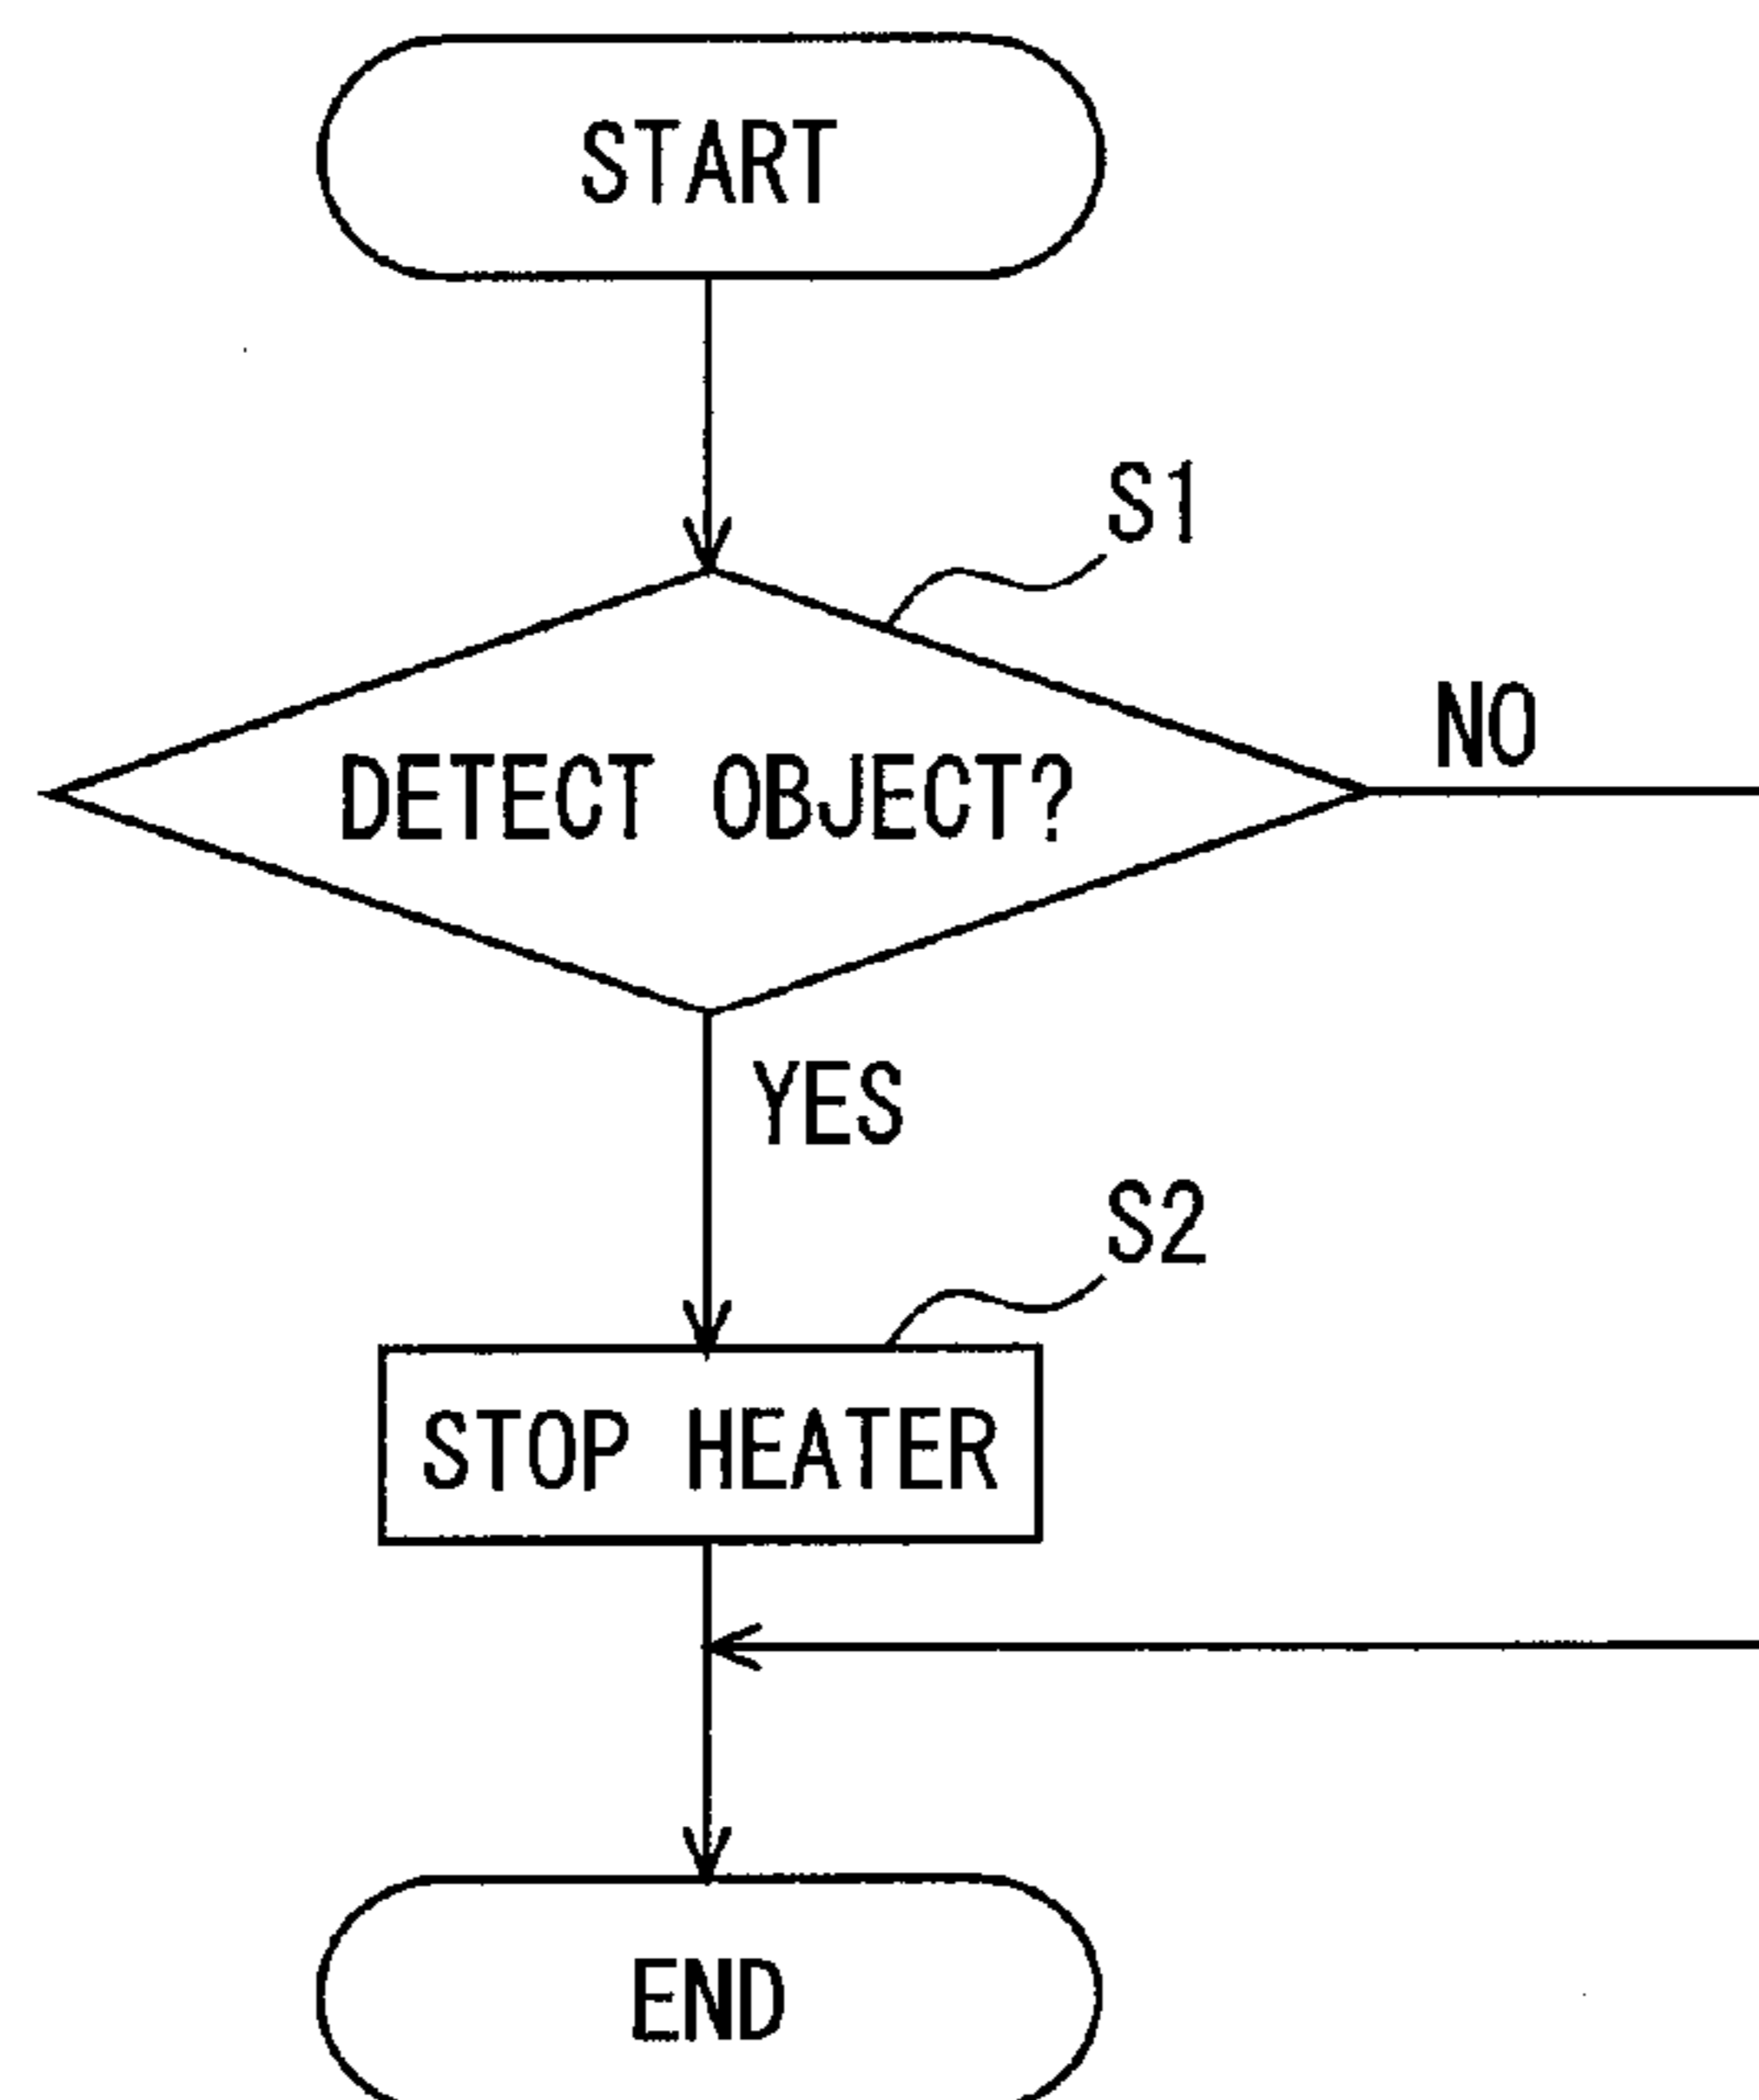 START
S1
DETECT OBJECT?
NO
YES
S2
STOP HEATER
END